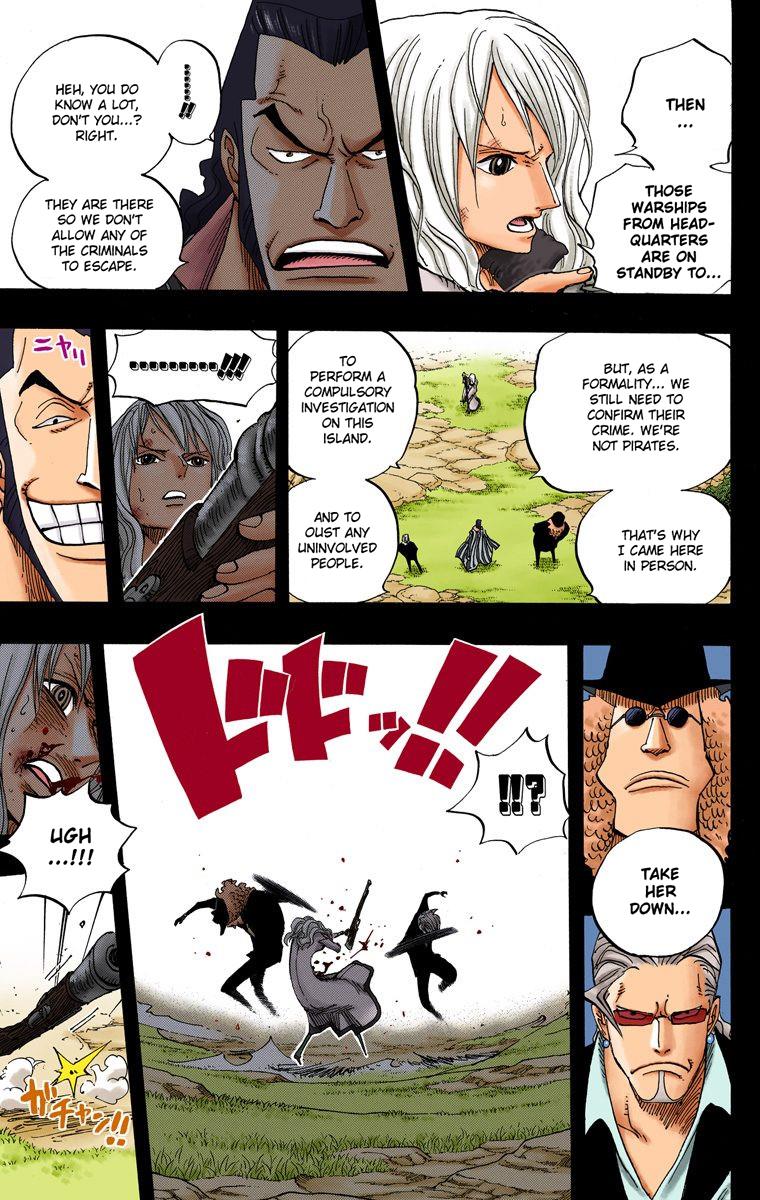 THEN
...
THOSE
WARSHIPS
FROM HEAD-
QUARTERS
ARE ON
STANDBY TO...
......!!
HEH, YOU DO
KNOW A LOT,
DON'T YOU...?
RIGHT.
THEY ARE THERE
SO WE DON'T
ALLOW ANY OF
THE CRIMINALS
TO ESCAPE.
BUT, AS A
FORMALITY... WE
STILL NEED TO
CONFIRM THEIR
CRIME. WE'RE
NOT PIRATES.
THAT'S WHY
I CAME HERE
IN PERSON.
TO
PERFORM A
COMPULSORY
INVESTIGATION
ON THIS
ISLAND.
AND TO
OUST ANY
UNINVOLVED
PEOPLE.
..........!!!
ニヤリ
TAKE
HER
DOWN...
!!?
ドドッ!!
UGH
...!!!
ガチャン!!